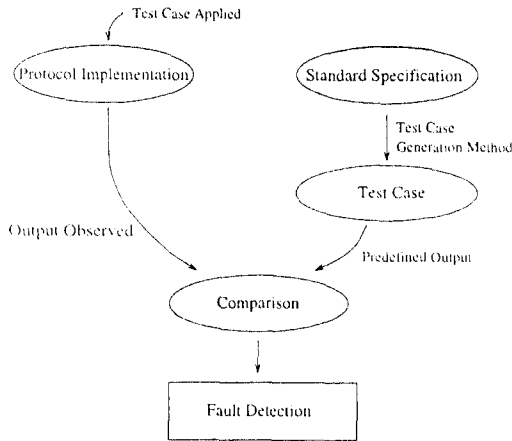 Test Case Applied
Protocol Implementation
Standard Specification
Test Case
Generation Method
Test Case
Output Observed
Predefined Output
Comparison
Fault Detection